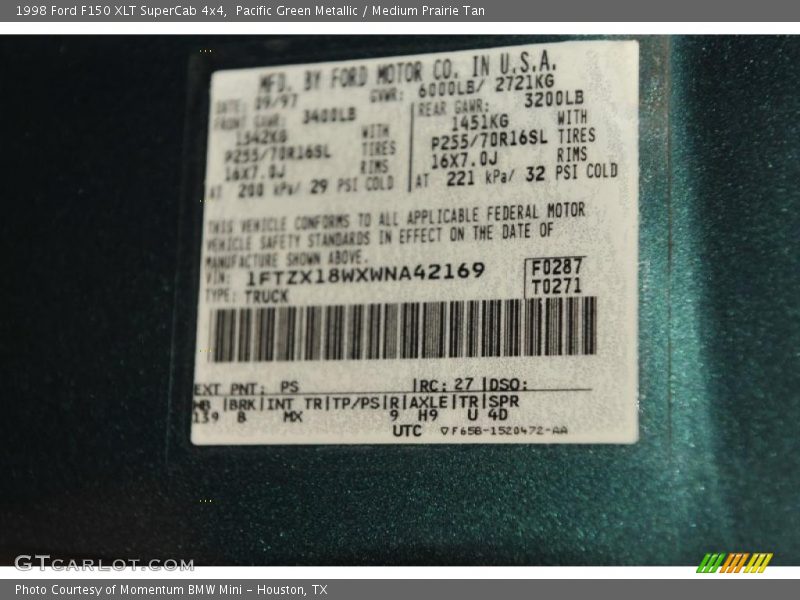 1998 Ford F150 XLT SuperCab 4x4, Pacific Green Metallic / Medium Prairie Tan
MFD. BY FORD MOTOR CO. IN U.S.A.
DATE: 09/97 GVWR: 6000LB/ 2721KG
FRONT GAWR: 3400LB REAR GAWR: 3200LB
1542KG WITH 1451KG WITH
P255/70R16SL TIRES P255/70R16SL TIRES
16X7.0J RIMS 16X7.0J RIMS
AT 200 kPa/ 29 PSI COLD AT 221 kPa/ 32 PSI COLD
THIS VEHICLE CONFORMS TO ALL APPLICABLE FEDERAL MOTOR
VEHICLE SAFETY STANDARDS IN EFFECT ON THE DATE OF
MANUFACTURE SHOWN ABOVE.
VIN: 1FTZX18WXWNA42169 F0287
TYPE: TRUCK T0271
EXT PNT: PS |RC: 27 |DSO:
WB |BRK|INT TR|TP/PS|R|AXLE|TR|SPR
139 B MX 9 H9 U 4D
UTC ▽F65B-1520472-AA
GTCARLOT.COM
Photo Courtesy of Momentum BMW Mini - Houston, TX